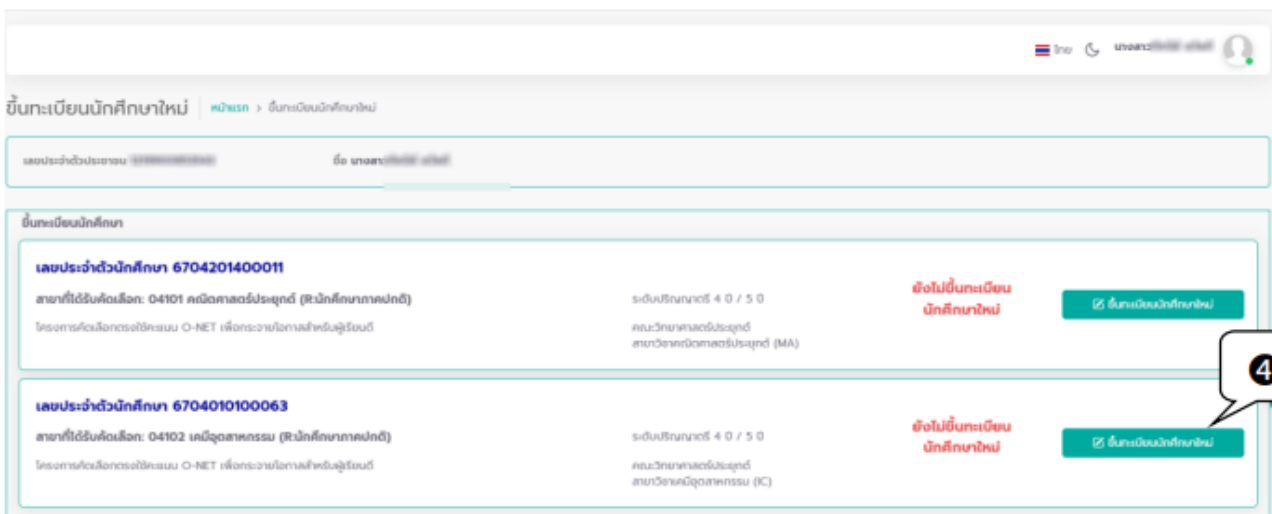 ไทย นางสาว
ขึ้นทะเบียนนักศึกษาใหม่ หน้าแรก > ขึ้นทะเบียนนักศึกษาใหม่
เลขประจำตัวประชาชน ชื่อ นางสาว
ขึ้นทะเบียนนักศึกษา
เลขประจำตัวนักศึกษา 6704201400011
สาขาที่ได้รับคัดเลือก: 04101 คณิตศาสตร์ประยุกต์ (R:นักศึกษาภาคปกติ) ระดับปริญญาตรี 4 ปี / 5 ปี
ยังไม่ขึ้นทะเบียน
นักศึกษาใหม่
ขึ้นทะเบียนนักศึกษาใหม่
โครงการคัดเลือกตรงใช้คะแนน O-NET เพื่อกระจายโอกาสสำหรับผู้เรียนดี คณะวิทยาศาสตร์ประยุกต์
สาขาวิชาคณิตศาสตร์ประยุกต์ (MA)
4
เลขประจำตัวนักศึกษา 6704010100063
สาขาที่ได้รับคัดเลือก: 04102 เคมีอุตสาหกรรม (R:นักศึกษาภาคปกติ) ระดับปริญญาตรี 4 ปี / 5 ปี
ยังไม่ขึ้นทะเบียน
นักศึกษาใหม่
ขึ้นทะเบียนนักศึกษาใหม่
โครงการคัดเลือกตรงใช้คะแนน O-NET เพื่อกระจายโอกาสสำหรับผู้เรียนดี คณะวิทยาศาสตร์ประยุกต์
สาขาวิชาเคมีอุตสาหกรรม (IC)